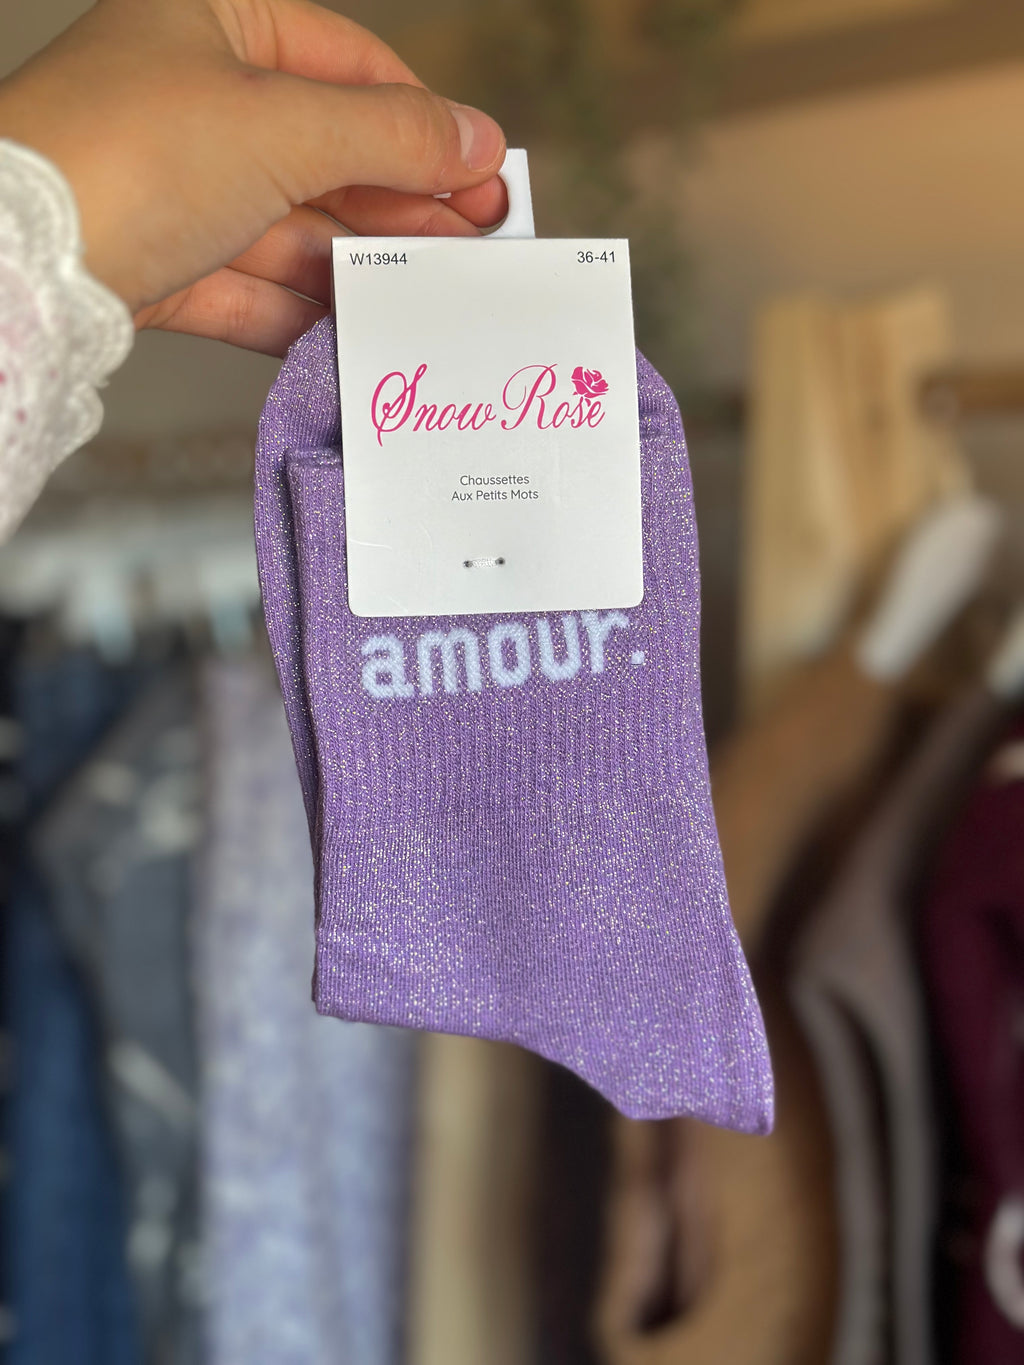 W13944 36-41
Snow Rose
Chaussettes
Aux Petits Mots
amour.